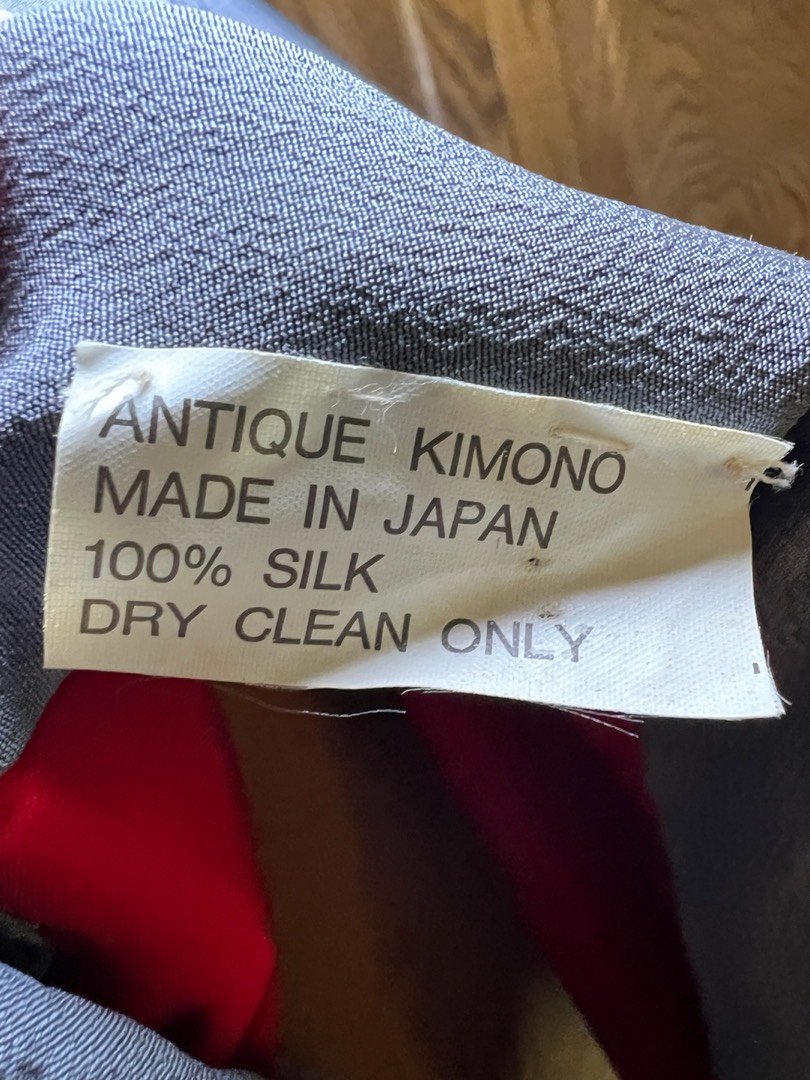 ANTIQUE KIMONO
MADE IN JAPAN
100% SILK
DRY CLEAN ONLY